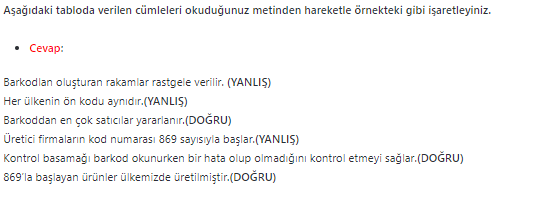 Aşağıdaki tabloda verilen cümleleri okuduğunuz metinden hareketle örnekteki gibi işaretleyiniz.
• Cevap:
Barkodları oluşturan rakamlar rastgele verilir. (YANLIŞ)
Her ülkenin ön kodu aynıdır.(YANLIŞ)
Barkoddan en çok satıcılar yararlanır.(DOĞRU)
Üretici firmaların kod numarası 869 sayısıyla başlar.(YANLIŞ)
Kontrol basamağı barkod okunurken bir hata olup olmadığını kontrol etmeyi sağlar.(DOĞRU)
869'la başlayan ürünler ülkemizde üretilmiştir.(DOĞRU)